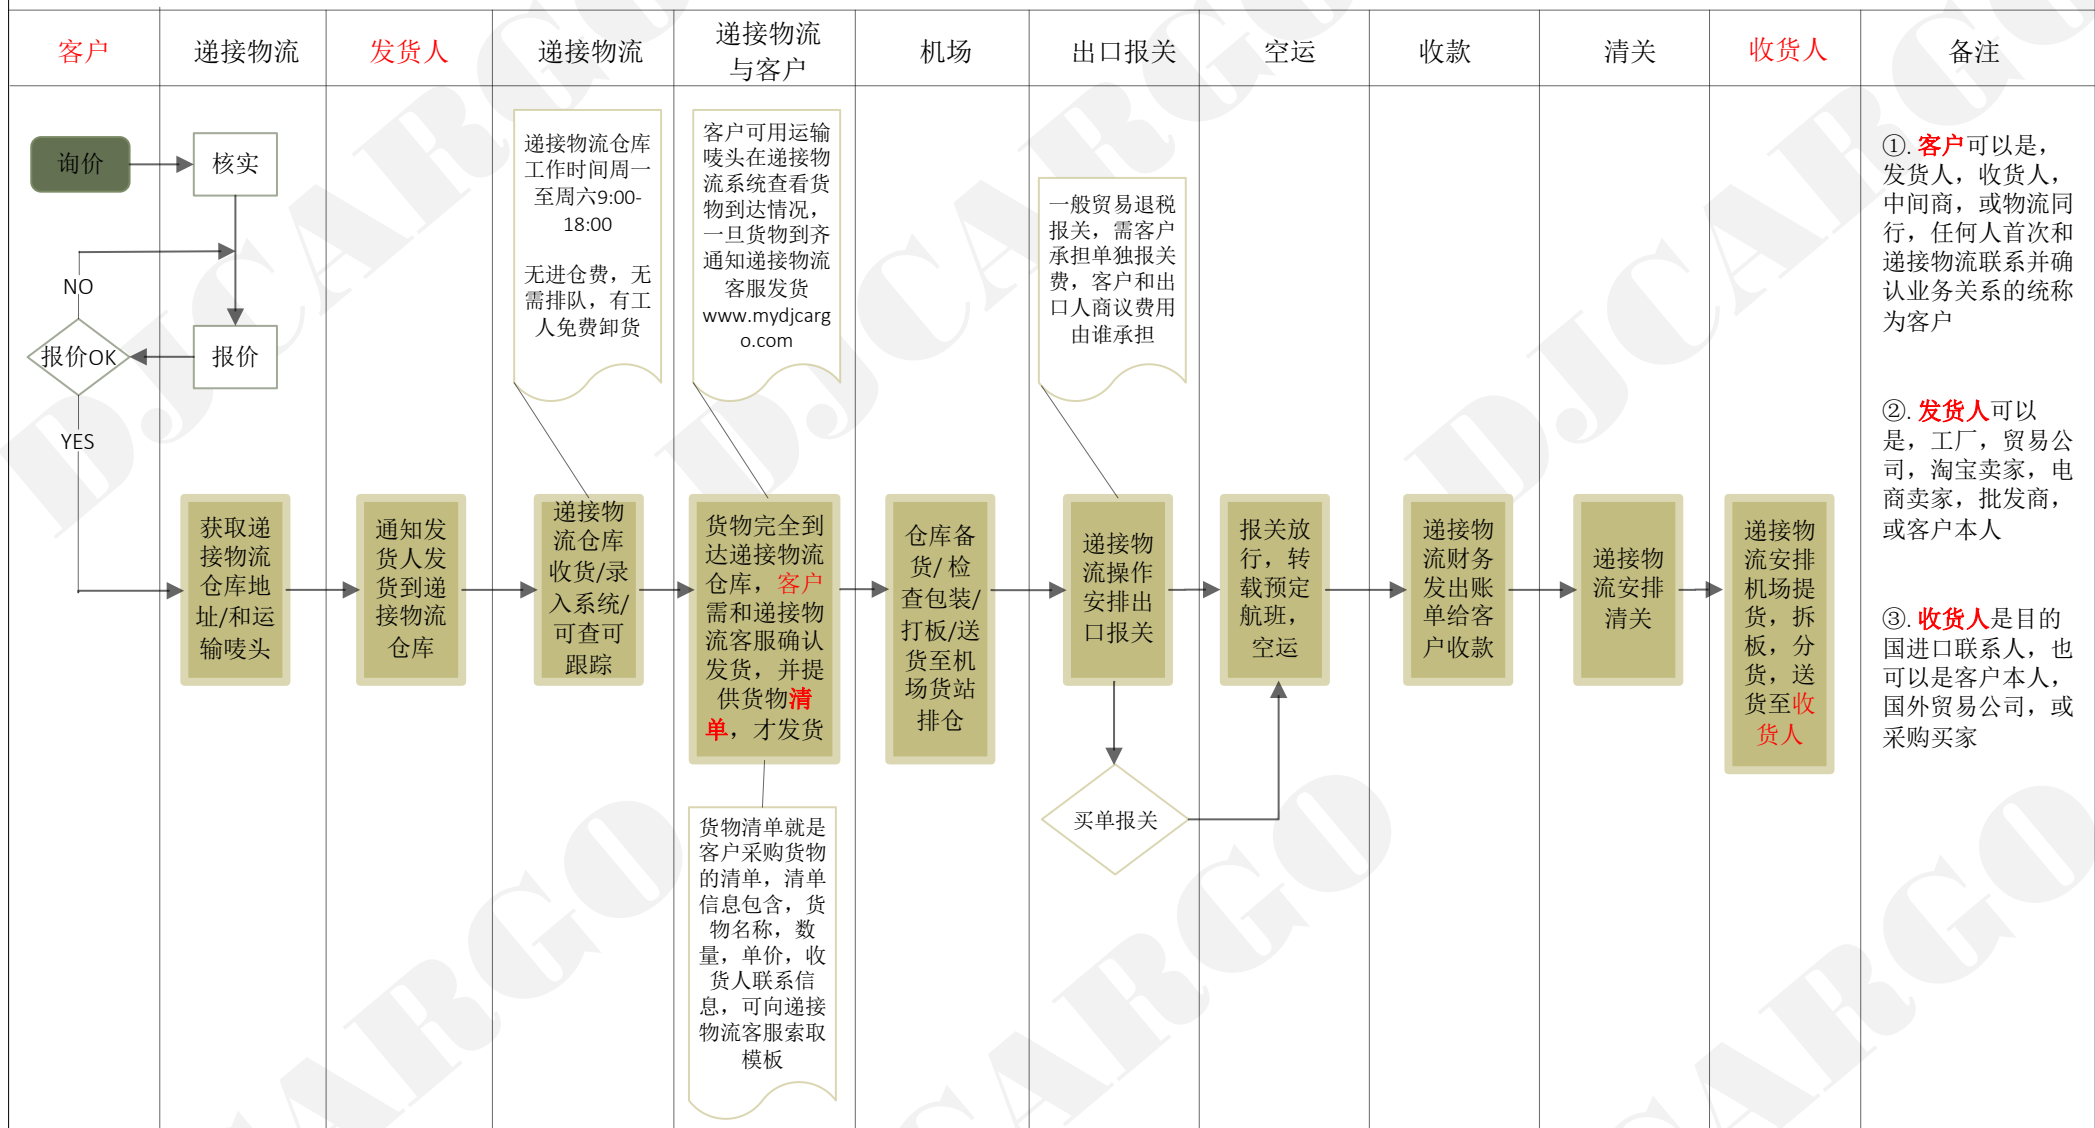 客户
递接物流
发货人
递接物流
递接物流
与客户
机场
出口报关
空运
收款
清关
收货人
备注
询价
核实
NO
报价OK
报价
YES
递接物流仓库
工作时间周一
至周六9:00-
18:00
无进仓费，无
需排队，有工
人免费卸货
客户可用运输
唛头在递接物
流系统查看货
物到达情况，
一旦货物到齐
通知递接物流
客服发货
www.mydjcarg
o.com
一般贸易退税
报关，需客户
承担单独报关
费，客户和出
口人商议费用
由谁承担
获取递
接物流
仓库地
址/和运
输唛头
通知发
货人发
货到递
接物流
仓库
递接物
流仓库
收货/录
入系统/
可查可
跟踪
货物完全到
达递接物流
仓库，客户
需和递接物
流客服确认
发货，并提
供货物清
单，才发货
仓库备
货/ 检
查包装/
打板/送
货至机
场货站
排仓
递接物
流操作
安排出
口报关
报关放
行，转
载预定
航班，
空运
递接物
流财务
发出账
单给客
户收款
递接物
流安排
清关
递接物
流安排
机场提
货，拆
板，分
货，送
货至收
货人
买单报关
货物清单就是
客户采购货物
的清单，清单
信息包含，货
物名称，数
量，单价，收
货人联系信
息，可向递接
物流客服索取
模板
①. 客户可以是，
发货人，收货人，
中间商，或物流同
行，任何人首次和
递接物流联系并确
认业务关系的统称
为客户
②. 发货人可以
是，工厂，贸易公
司，淘宝卖家，电
商卖家，批发商，
或客户本人
③. 收货人是目的
国进口联系人，也
可以是客户本人，
国外贸易公司，或
采购买家
DJCARGO
DJCARGO
DJCARGO
CARGO
CARGO
CARGO